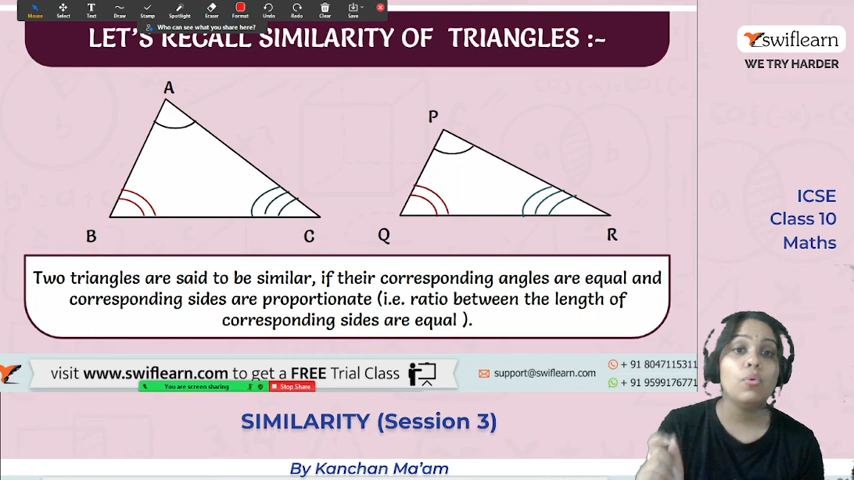 Mouse Select Text Draw Stamp Spotlight Eraser Format Undo Redo Clear Save
Who can see what you share here?
LET'S RECALL SIMILARITY OF TRIANGLES :-
swiflearn
WE TRY HARDER
A
P
B
C
Q
R
ICSE
Class 10
Maths
Two triangles are said to be similar, if their corresponding angles are equal and
corresponding sides are proportionate (i.e. ratio between the length of
corresponding sides are equal ).
visit www.swiflearn.com to get a FREE Trial Class
support@swiflearn.com
+ 91 8047115311
+ 91 9599176771
You are screen sharing
Stop Share
SIMILARITY (Session 3)
By Kanchan Ma'am